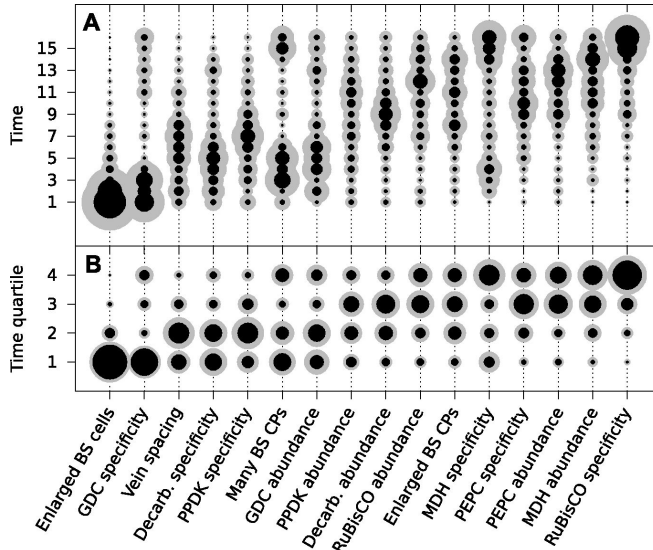 A
Time
15
13
11
9
7
5
3
1
B
Time quartile
4
3
2
1
Enlarged BS cells
GDC specificity
Vein spacing
Decarb. specificity
PPDK specificity
Many BS CPs
GDC abundance
PPDK abundance
Decarb. abundance
RuBisCO abundance
Enlarged BS CPs
MDH specificity
PEPC specificity
PEPC abundance
MDH abundance
RuBisCO specificity